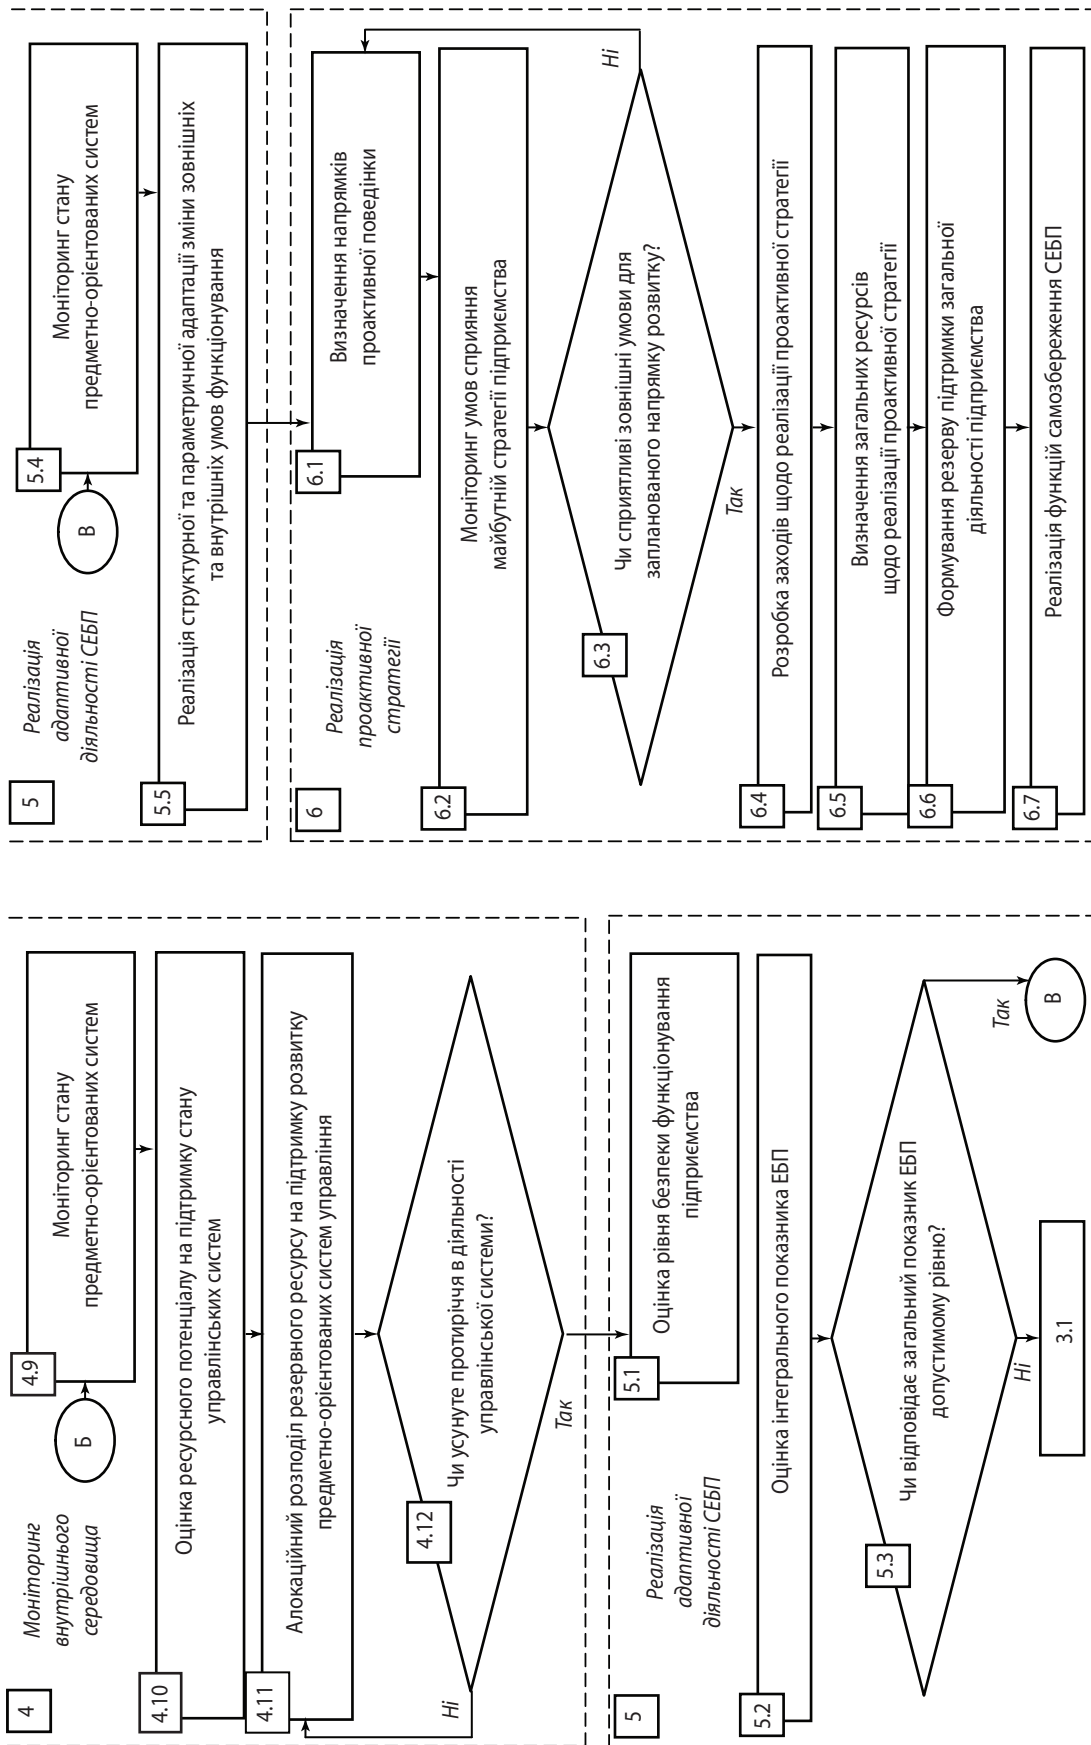 4
Моніторинг
внутрішнього
середовища
Б
4.9
Моніторинг стану
предметно-орієнтованих систем
4.10
Оцінка ресурсного потенціалу на підтримку стану
управлінських систем
4.11
Алокаційний розподіл резервного ресурсу на підтримку розвитку
предметно-орієнтованих систем управління
4.12
Чи усунуте протиріччя в діяльності
управлінської системи?
Ні
Так
5
Реалізація
адаптивної
діяльності СЕБП
5.1
Оцінка рівня безпеки функціонування
підприємства
5.2
Оцінка інтегрального показника ЕБП
5.3
Чи відповідає загальний показник ЕБП
допустимому рівню?
Ні
Так
3.1
В
5
Реалізація
адаптивної
діяльності СЕБП
В
5.4
Моніторинг стану
предметно-орієнтованих систем
5.5
Реалізація структурної та параметричної адаптації зміни зовнішніх
та внутрішніх умов функціонування
6
Реалізація
проактивної
стратегії
6.1
Визначення напрямків
проактивної поведінки
6.2
Моніторинг умов сприяння
майбутній стратегії підприємства
6.3
Чи сприятливі зовнішні умови для
запланованого напрямку розвитку?
Ні
Так
6.4
Розробка заходів щодо реалізації проактивної стратегії
6.5
Визначення загальних ресурсів
щодо реалізації проактивної стратегії
6.6
Формування резерву підтримки загальної
діяльності підприємства
6.7
Реалізація функцій самозбереження СЕБП